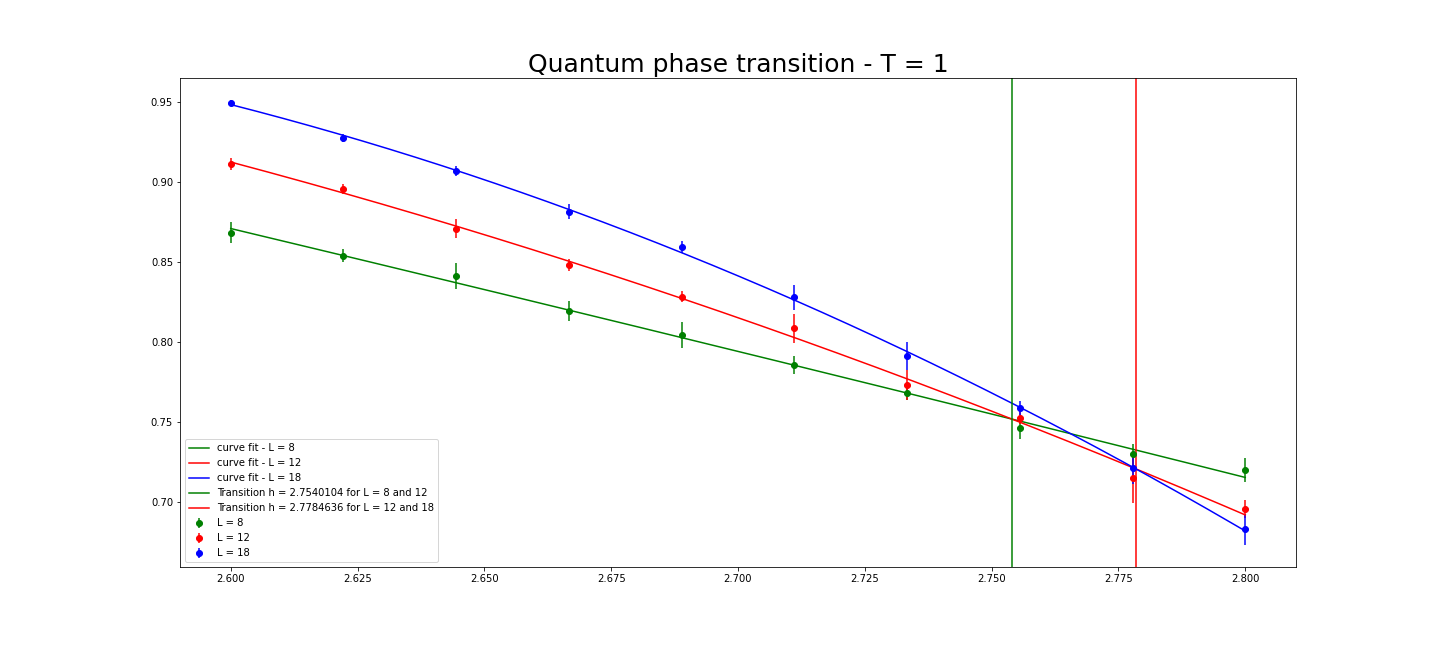 Quantum phase transition - T = 1
0.95
0.90
0.85
0.80
0.75
0.70
curve fit - L = 8
curve fit - L = 12
curve fit - L = 18
Transition h = 2.7540104 for L = 8 and 12
Transition h = 2.7784636 for L = 12 and 18
L = 8
L = 12
L = 18
2.600 2.625 2.650 2.675 2.700 2.725 2.750 2.775 2.800